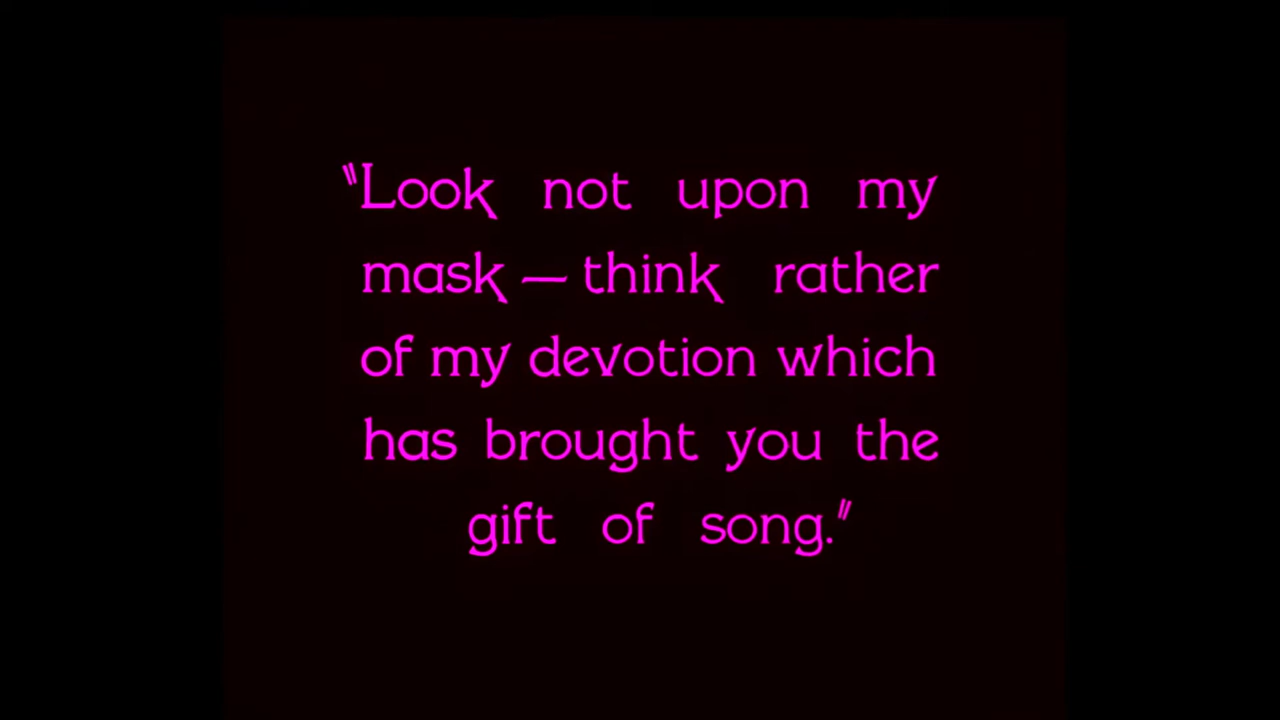 "Look not upon my
mask — think rather
of my devotion which
has brought you the
gift of song."